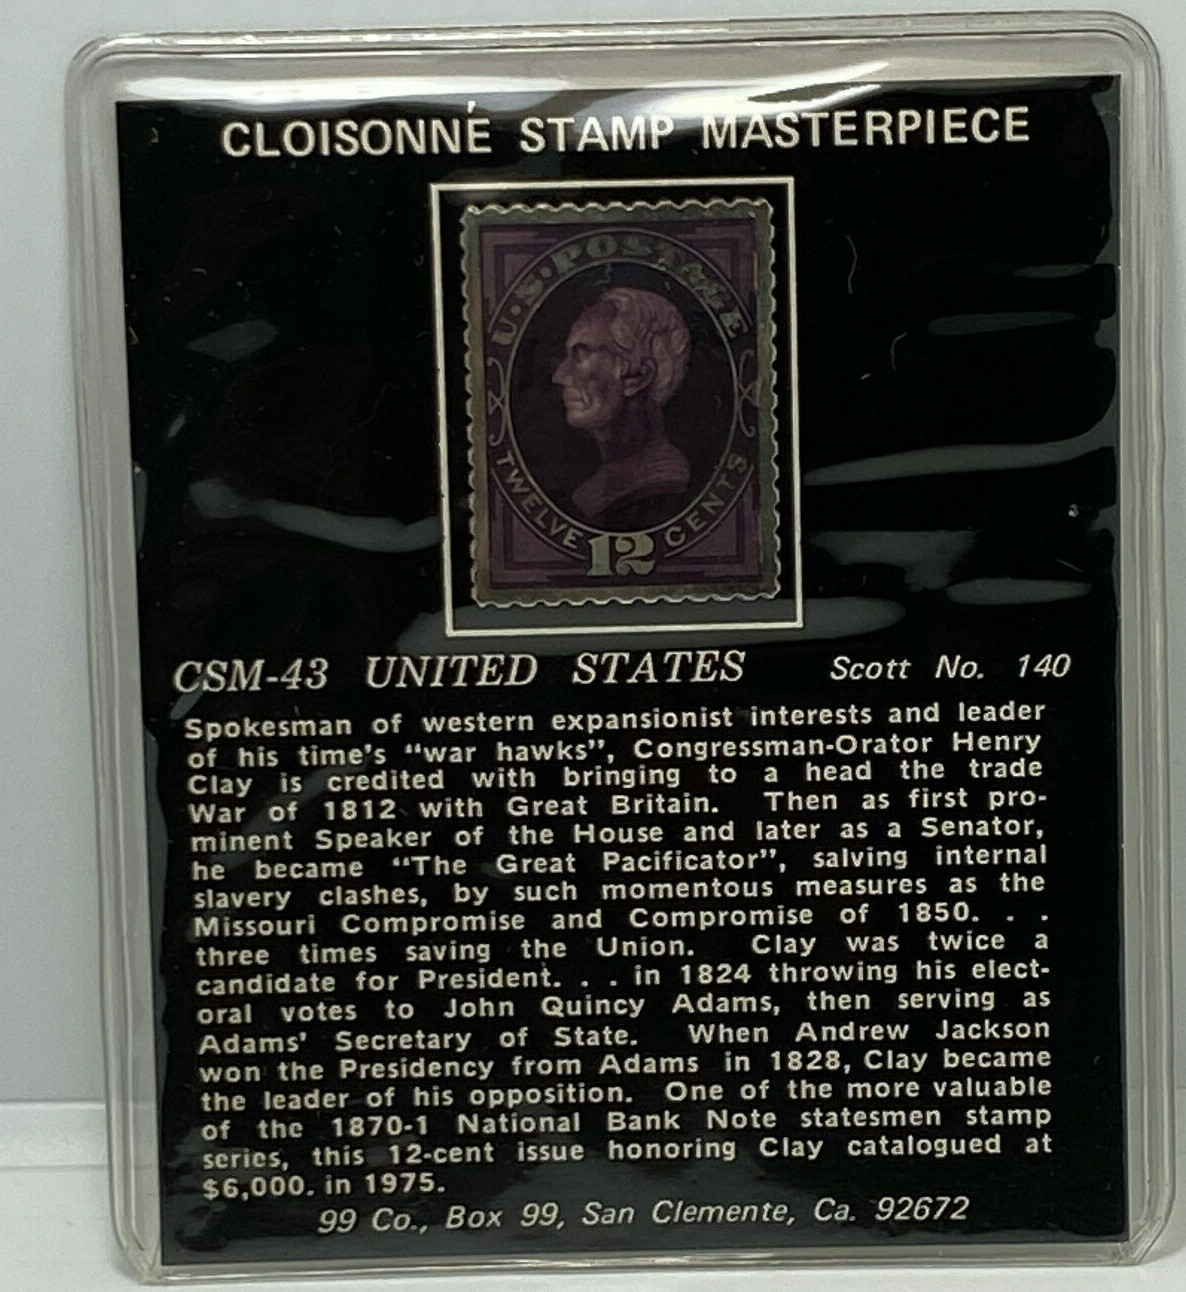 CLOISONNÉ STAMP MASTERPIECE
U.S. POSTAGE
TWELVE CENTS
12
CSM-43 UNITED STATES Scott No. 140
Spokesman of western expansionist interests and leader
of his time's "war hawks", Congressman-Orator Henry
Clay is credited with bringing to a head the trade
War of 1812 with Great Britain. Then as first pro-
minent Speaker of the House and later as a Senator,
he became "The Great Pacificator", salving internal
slavery clashes, by such momentous measures as the
Missouri Compromise and Compromise of 1850. . .
three times saving the Union. Clay was twice a
candidate for President. . . in 1824 throwing his elect-
oral votes to John Quincy Adams, then serving as
Adams' Secretary of State. When Andrew Jackson
won the Presidency from Adams in 1828, Clay became
the leader of his opposition. One of the more valuable
of the 1870-1 National Bank Note statesmen stamp
series, this 12-cent issue honoring Clay catalogued at
$6,000. in 1975.
99 Co., Box 99, San Clemente, Ca. 92672